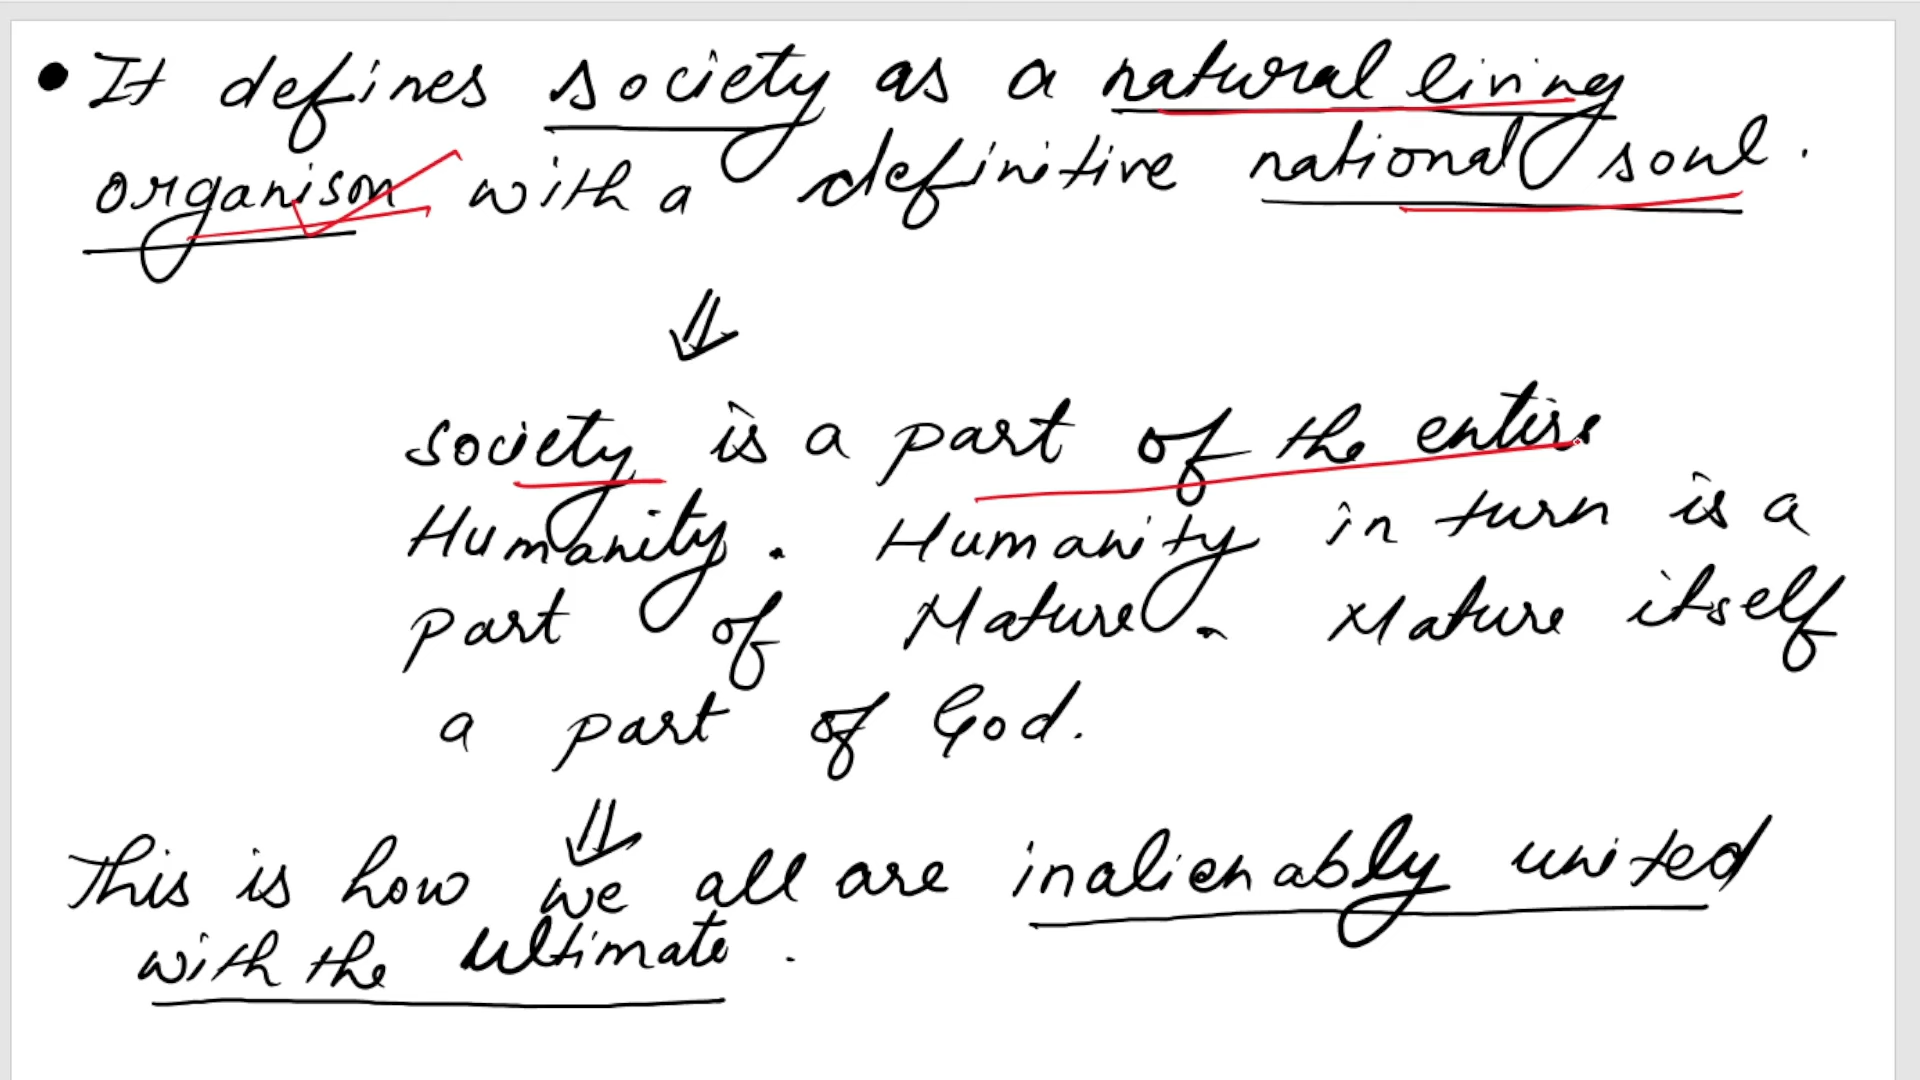 • It defines society as a natural living
organison with a definitive national soul.
⇓
society is a part of the entire
Humanity. Humanity in turn is a
part of Nature. Nature itself
a part of God.
⇓
This is how we all are inalienably united
with the ultimate.